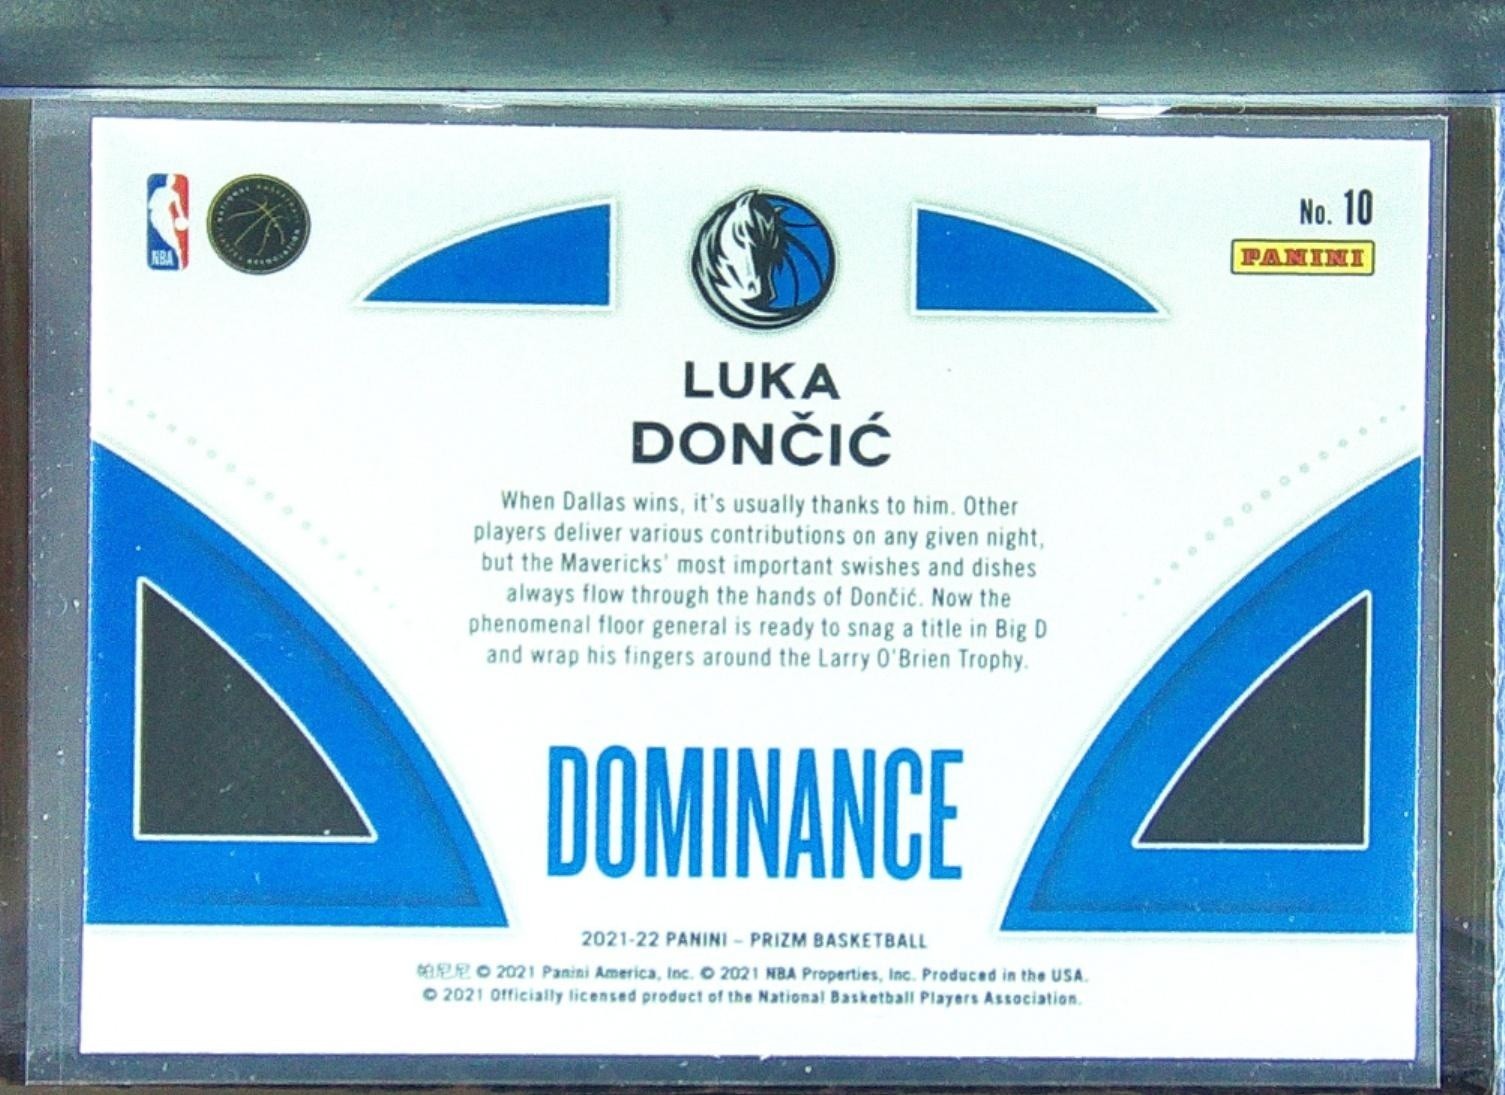 No. 10
NBA
PANINI
LUKA
DONČIĆ
When Dallas wins, it's usually thanks to him. Other
players deliver various contributions on any given night,
but the Mavericks' most important swishes and dishes
always flow through the hands of Dončić. Now the
phenomenal floor general is ready to snag a title in Big D
and wrap his fingers around the Larry O'Brien Trophy.
DOMINANCE
2021-22 PANINI – PRIZM BASKETBALL
帕尼尼 © 2021 Panini America, Inc. © 2021 NBA Properties, Inc. Produced in the USA.
© 2021 Officially licensed product of the National Basketball Players Association.